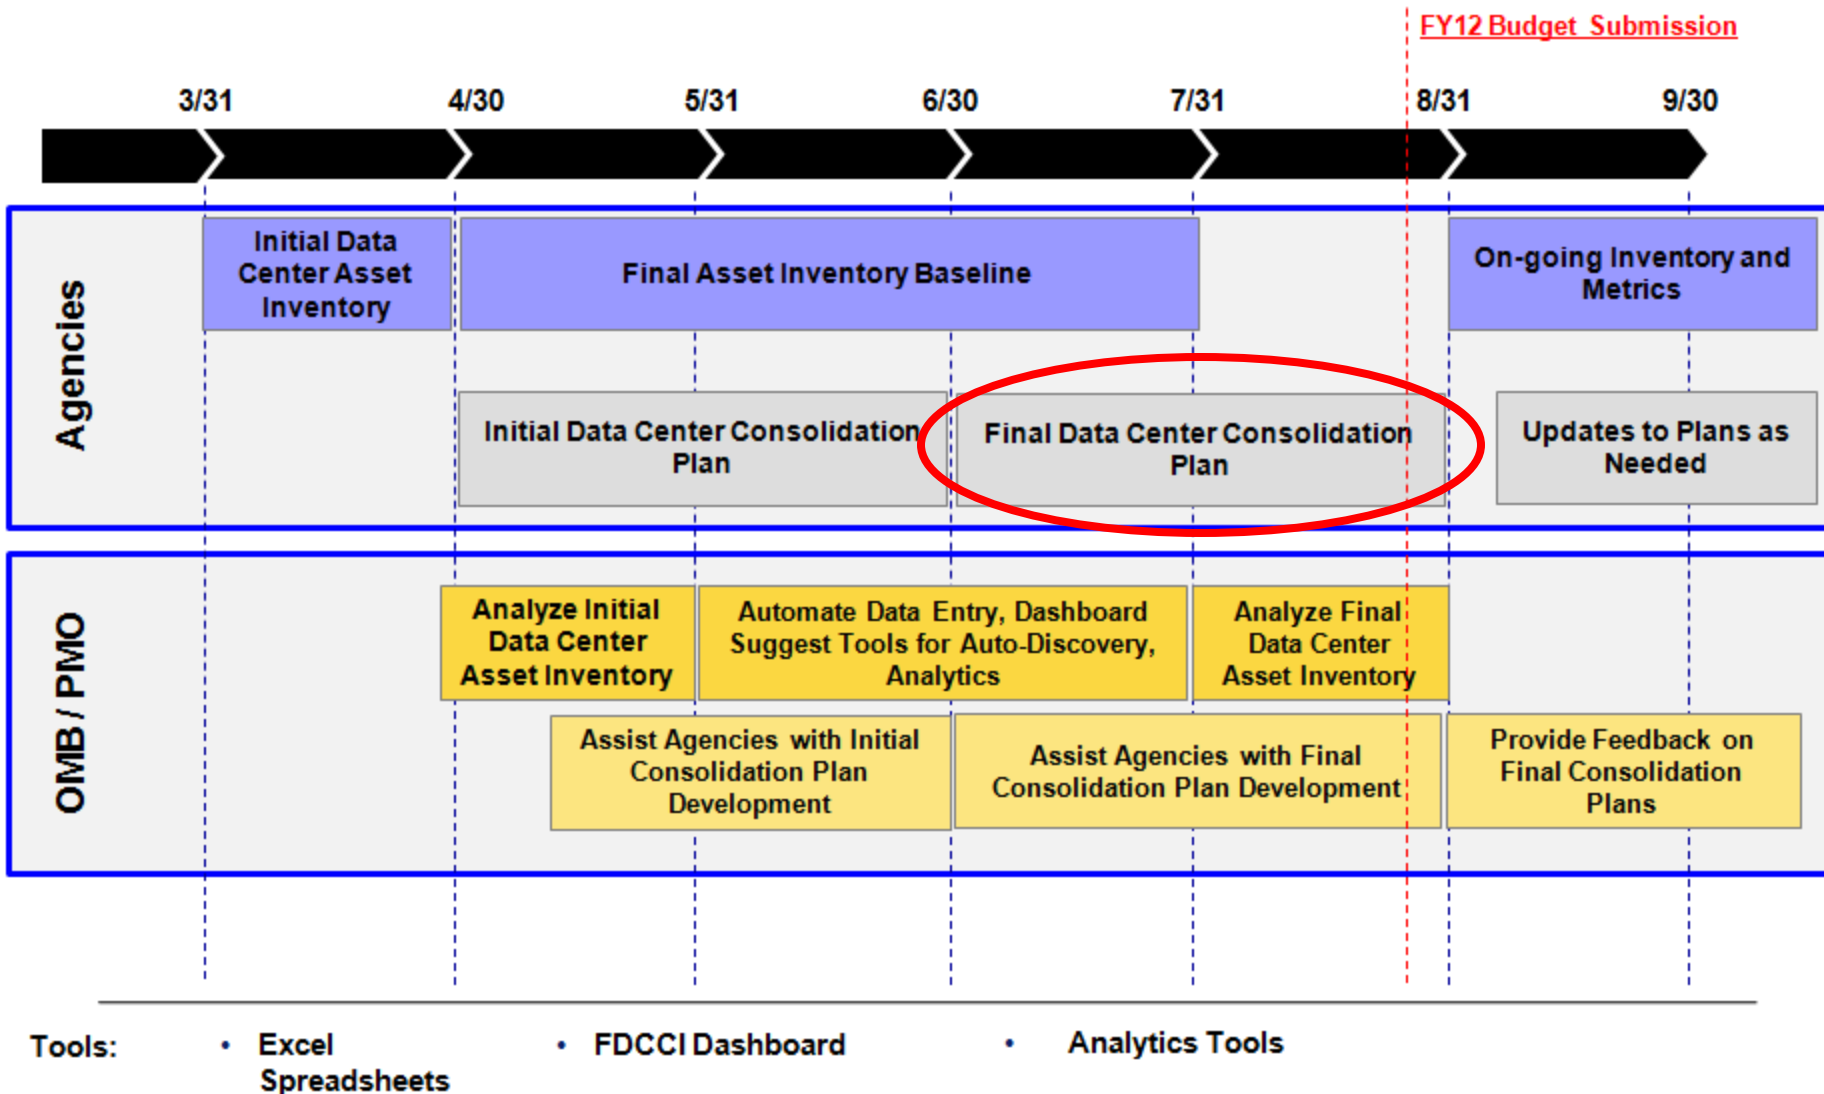 FY12 Budget Submission
3/31
4/30
5/31
6/30
7/31
8/31
9/30
Agencies
Initial Data
Center Asset
Inventory
Final Asset Inventory Baseline
On-going Inventory and
Metrics
Initial Data Center Consolidation
Plan
Final Data Center Consolidation
Plan
Updates to Plans as
Needed
OMB / PMO
Analyze Initial
Data Center
Asset Inventory
Automate Data Entry, Dashboard
Suggest Tools for Auto-Discovery,
Analytics
Analyze Final
Data Center
Asset Inventory
Assist Agencies with Initial
Consolidation Plan
Development
Assist Agencies with Final
Consolidation Plan Development
Provide Feedback on
Final Consolidation
Plans
Tools:
• Excel
Spreadsheets
• FDCCI Dashboard
• Analytics Tools